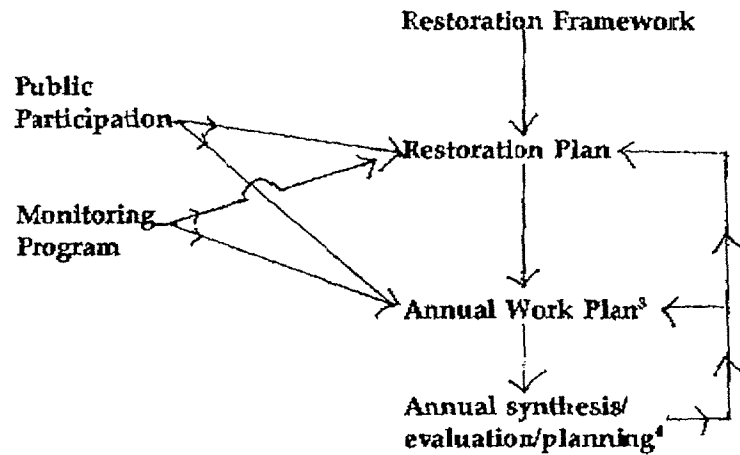 Restoration Framework
Public
Participation
Restoration Plan
Monitoring
Program
Annual Work Plan³
Annual synthesis/
evaluation/planning⁴